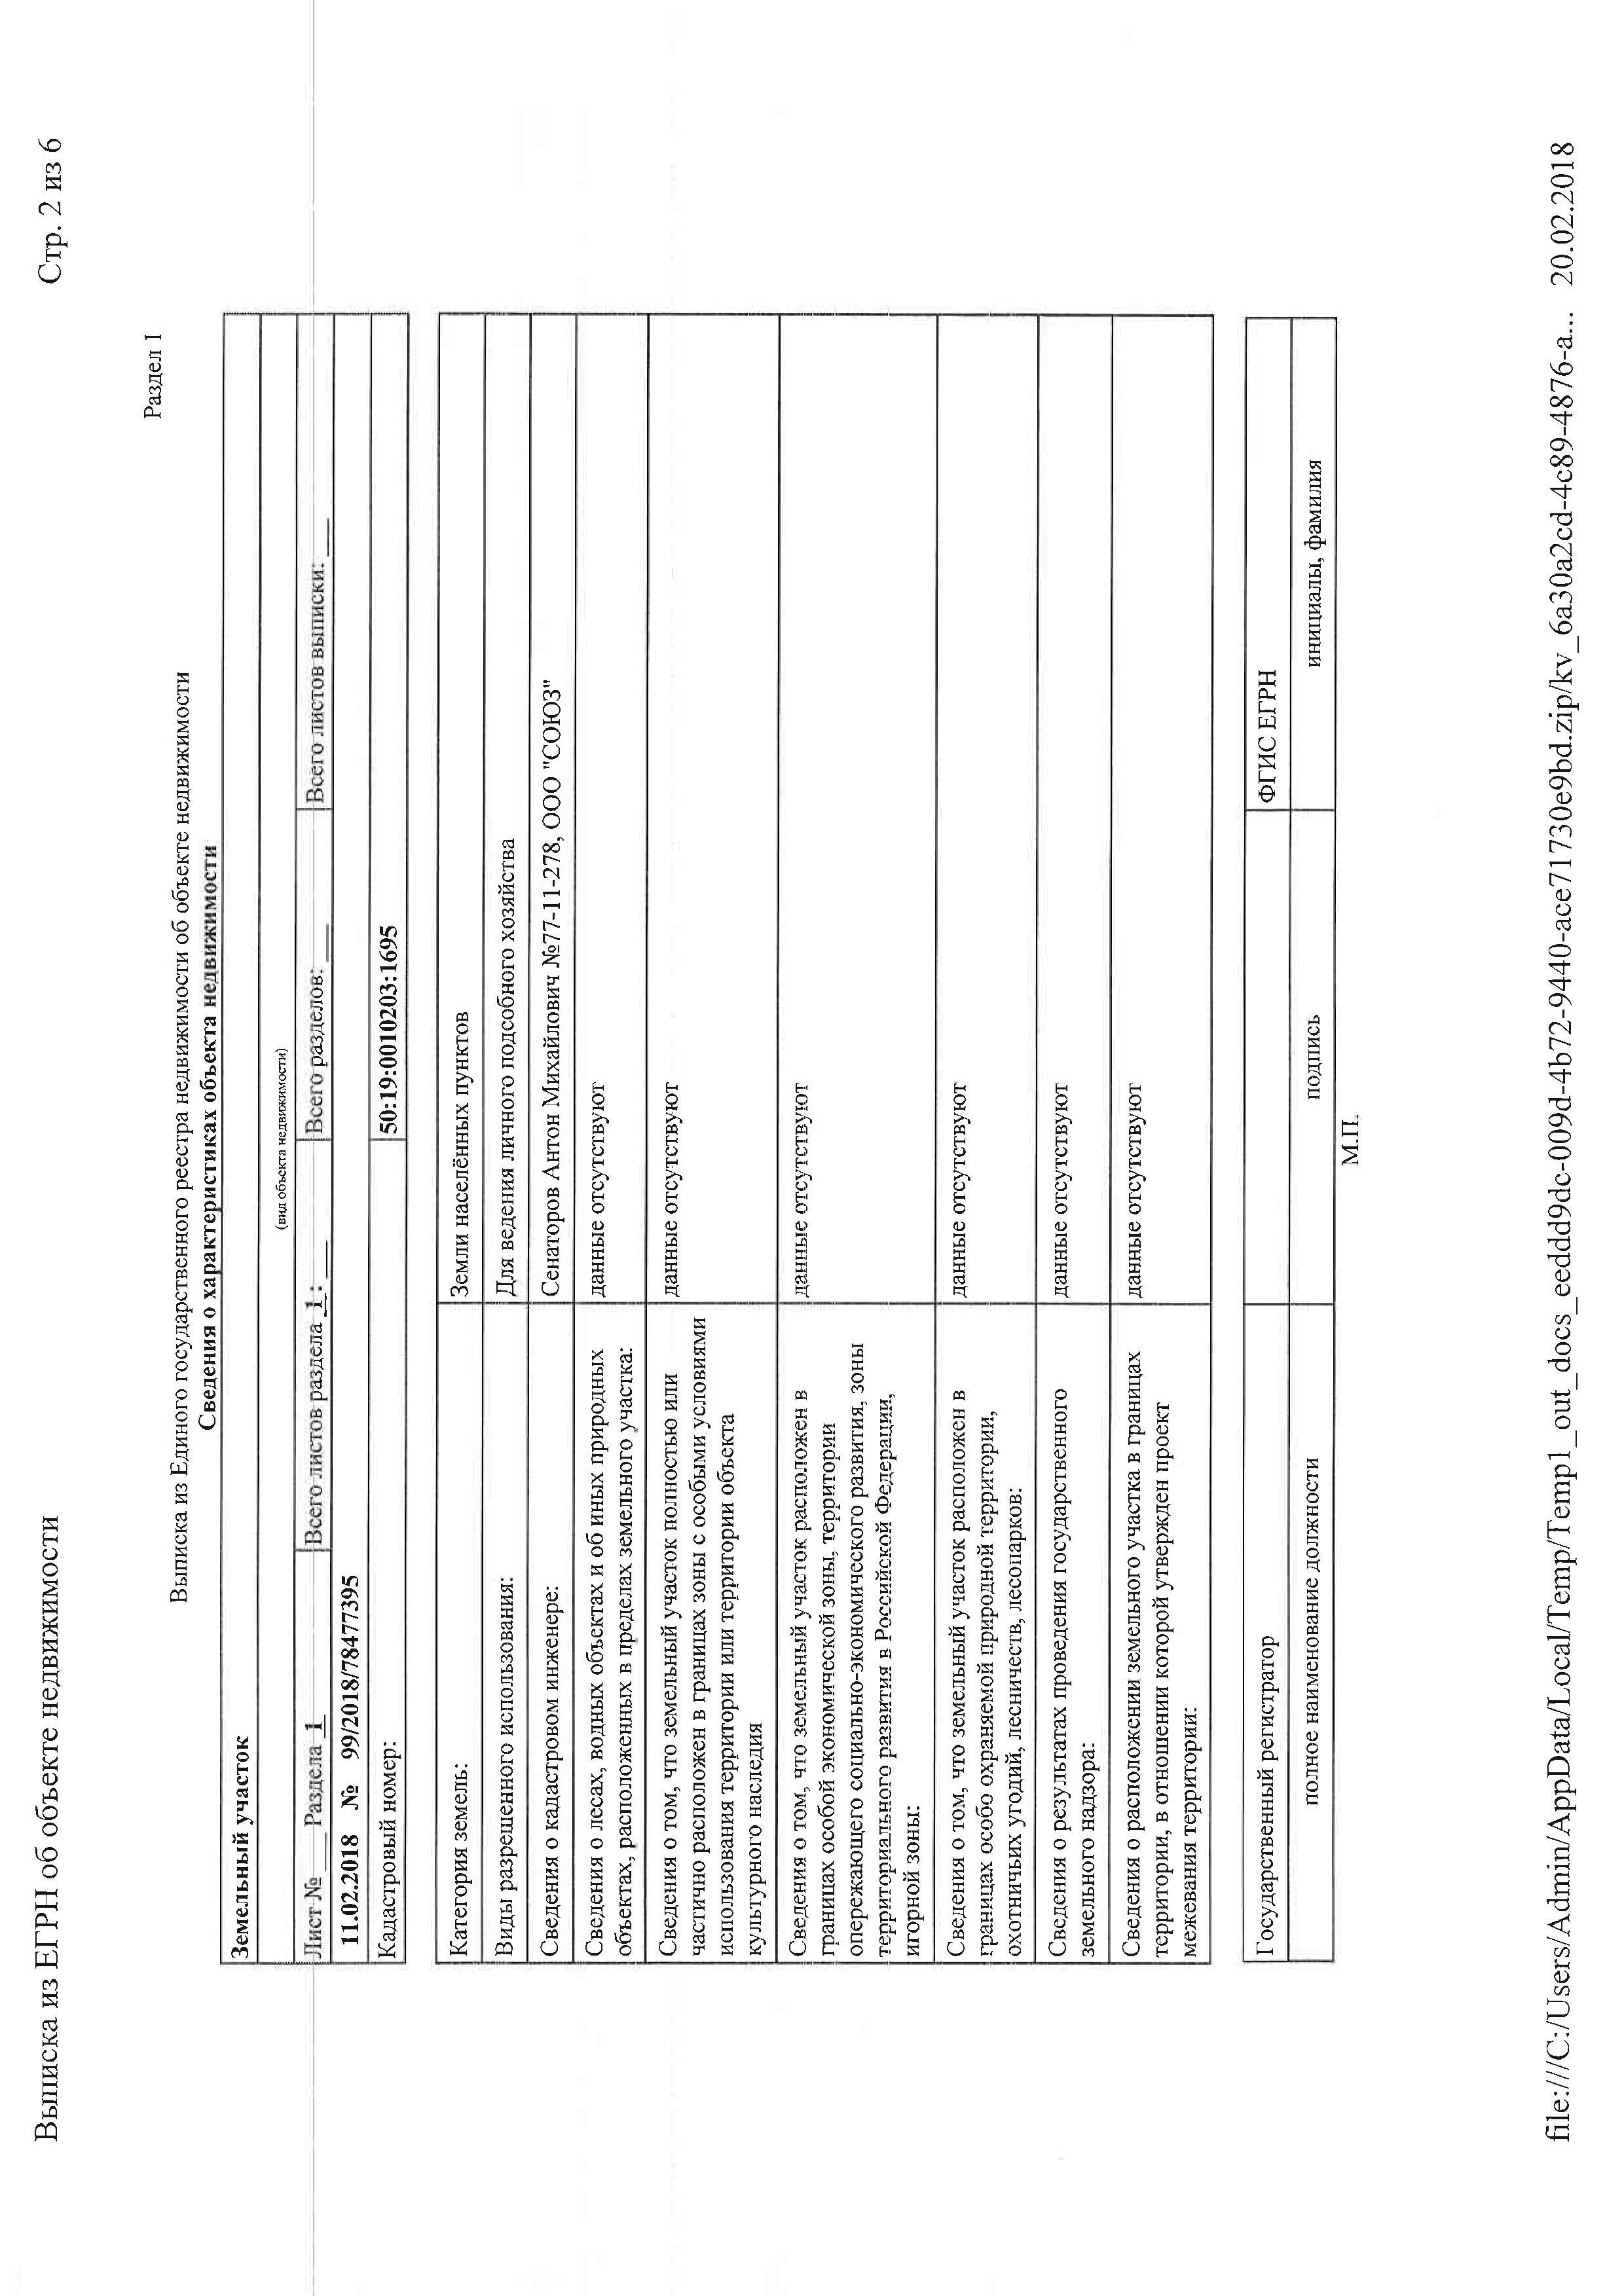 Выписка из ЕГРН об объекте недвижимости Стр. 2 из 6
Раздел 1
Выписка из Единого государственного реестра недвижимости об объекте недвижимости
Сведения о характеристиках объекта недвижимости
Земельный участок
(вид объекта недвижимости)
Лист № ___ Раздела 1 Всего листов раздела 1 : ___ Всего разделов: ___ Всего листов выписки: ___
11.02.2018 № 99/2018/78477395
Кадастровый номер: 50:19:0010203:1695
Категория земель: Земли населённых пунктов
Виды разрешенного использования: Для ведения личного подсобного хозяйства
Сведения о кадастровом инженере: Сенаторов Антон Михайлович №77-11-278, ООО "СОЮЗ"
Сведения о лесах, водных объектах и об иных природных данные отсутствуют
объектах, расположенных в пределах земельного участка:
Сведения о том, что земельный участок полностью или данные отсутствуют
частично расположен в границах зоны с особыми условиями
использования территории или территории объекта
культурного наследия
Сведения о том, что земельный участок расположен в данные отсутствуют
границах особой экономической зоны, территории
опережающего социально-экономического развития, зоны
территориального развития в Российской Федерации,
игорной зоны:
Сведения о том, что земельный участок расположен в данные отсутствуют
границах особо охраняемой природной территории,
охотничьих угодий, лесничеств, лесопарков:
Сведения о результатах проведения государственного данные отсутствуют
земельного надзора:
Сведения о расположении земельного участка в границах данные отсутствуют
территории, в отношении которой утвержден проект
межевания территории:
Государственный регистратор ФГИС ЕГРН
полное наименование должности подпись инициалы, фамилия
М.П.
file:///C:/Users/Admin/AppData/Local/Temp/Temp1_out_docs_eeddd9dc-009d-4b72-9440-ace71730e9bd.zip/kv_6a30a2cd-4c89-4876-a... 20.02.2018